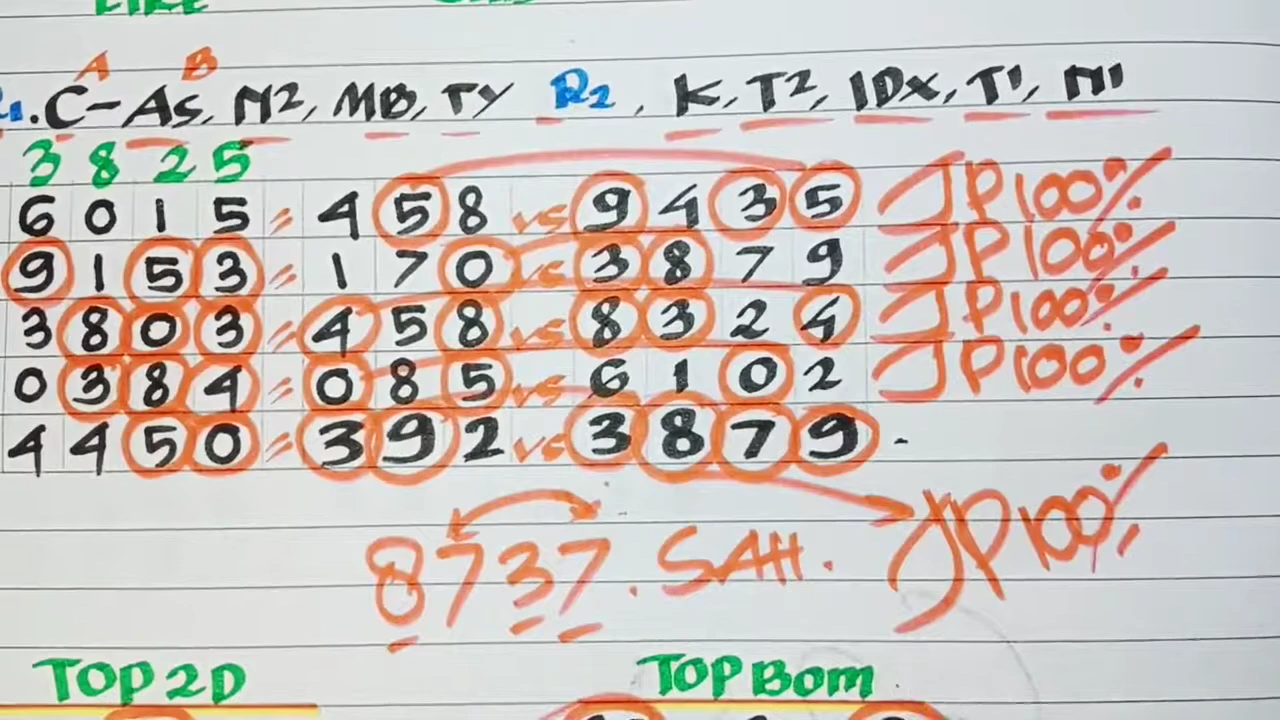 A B
.C-As, N2, MB, TY R2, K, T2, IDX, T1, N1
3 8 2 5
6 0 1 5 = 4 5 8 vs 9 4 3 5 JP 100%
9 1 5 3 = 1 7 0 vs 3 8 7 9 JP 100%
3 8 0 3 = 4 5 8 vs 8 3 2 4 JP 100%
0 3 8 4 = 0 8 5 vs 6 1 0 2 JP 100%
4 4 5 0 = 3 9 2 vs 3 8 7 9.
8737. SAH. JP 100%
TOP 2D TOP BOM